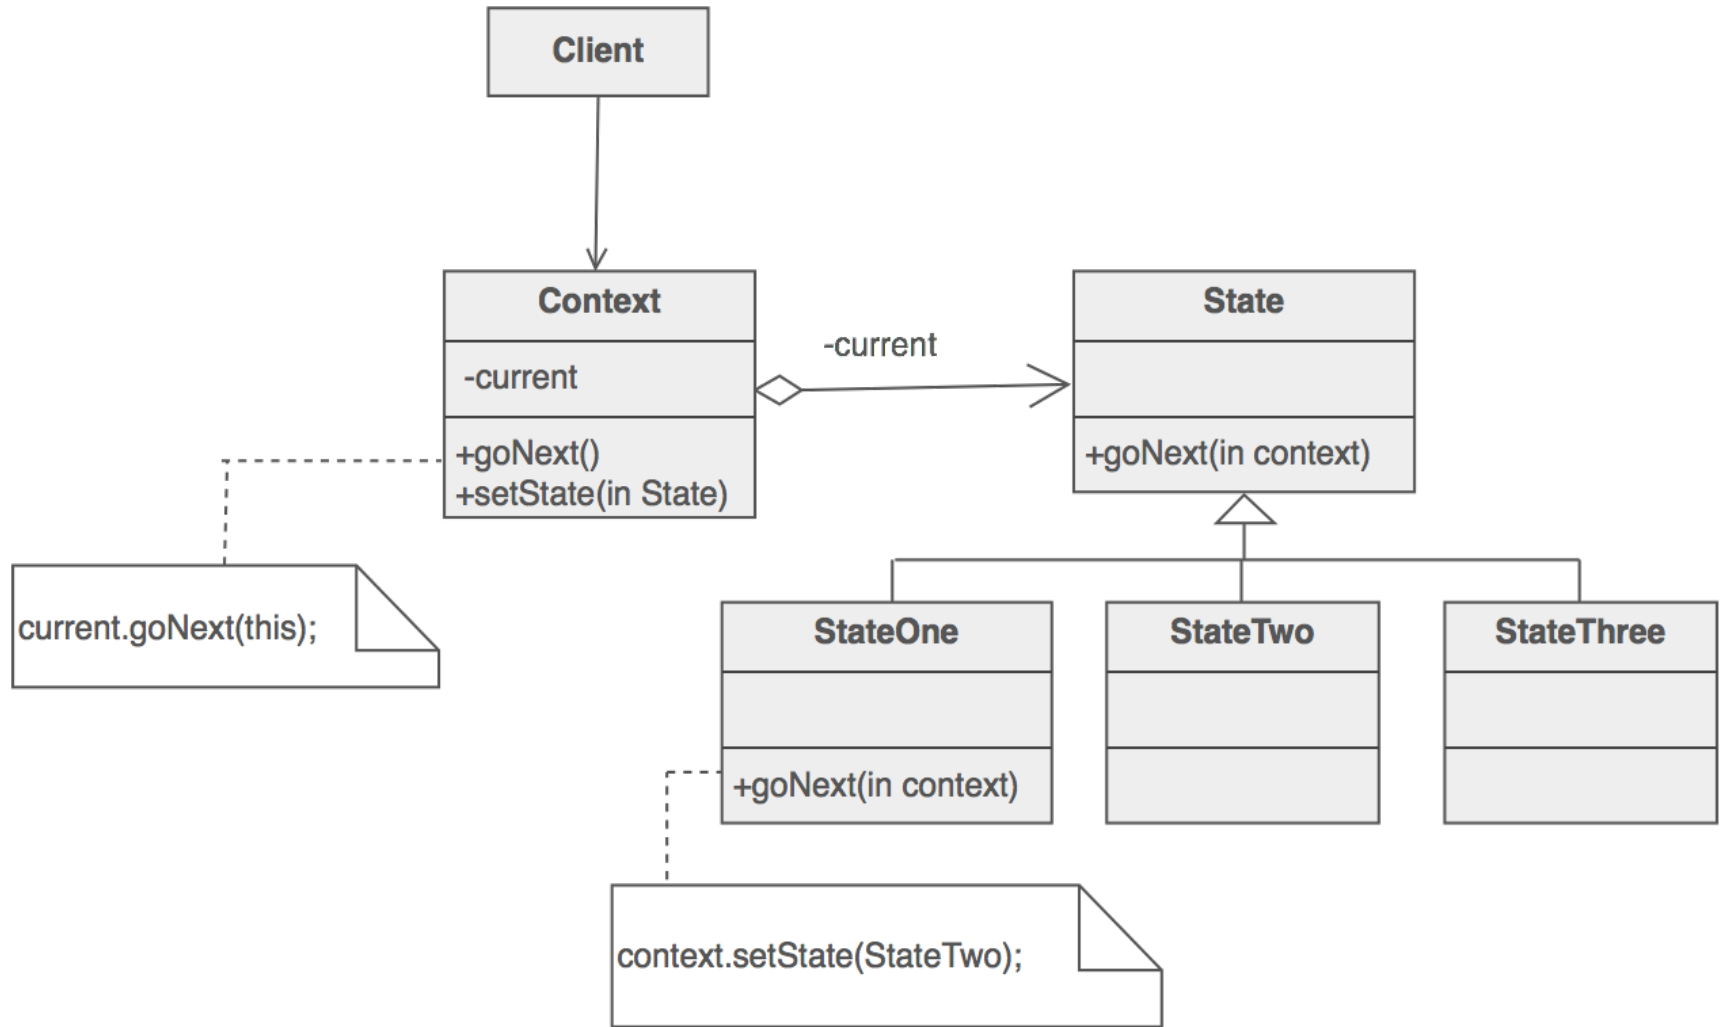 Client
Context
-current
+goNext()
+setState(in State)
-current
State
+goNext(in context)
current.goNext(this);
StateOne
+goNext(in context)
StateTwo
StateThree
context.setState(StateTwo);